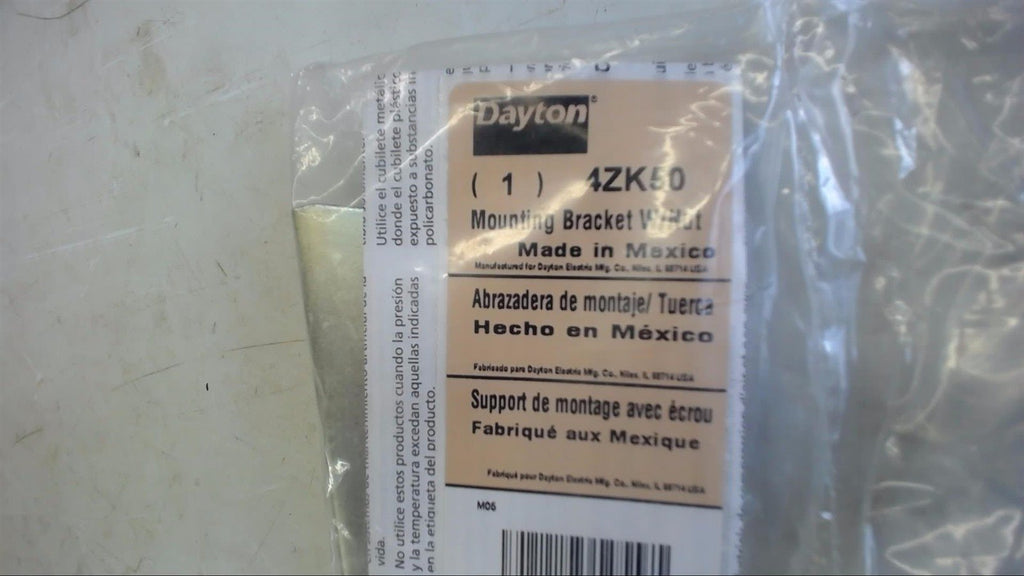 Dayton®
( 1 ) 4ZK50
Mounting Bracket W/Nut
Made in Mexico
Manufactured for Dayton Electric Mfg. Co., Niles, IL 60714 USA
Abrazadera de montaje/ Tuerca
Hecho en México
Fabricado para Dayton Electric Mfg. Co., Niles, IL 60714 USA
Support de montage avec écrou
Fabriqué aux Mexique
Fabriqué pour Dayton Electric Mfg. Co., Niles, IL 60714 USA
M05
Utilice el cubilete metálic
donde el cubilete plástic
expuesto a substancias
policarbonato.
vida.
No utilice estos productos cuando la presión
y la temperatura excedan aquellas indicadas
en la etiqueta del producto.